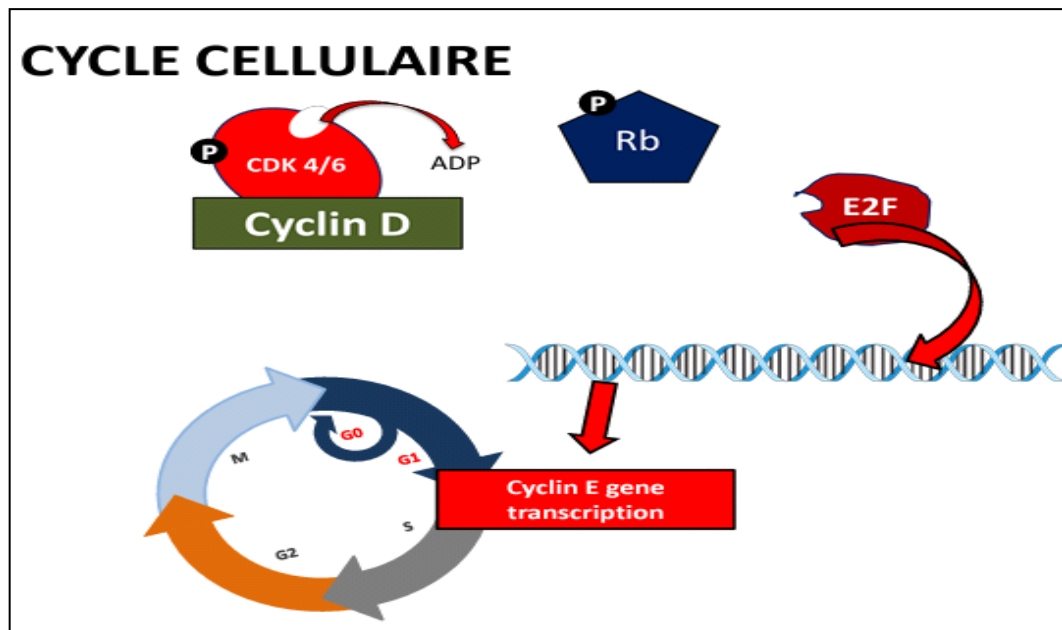 CYCLE CELLULAIRE
P
Rb
P
CDK 4/6
ADP
Cyclin D
E2F
G0
G1
M
S
G2
Cyclin E gene
transcription